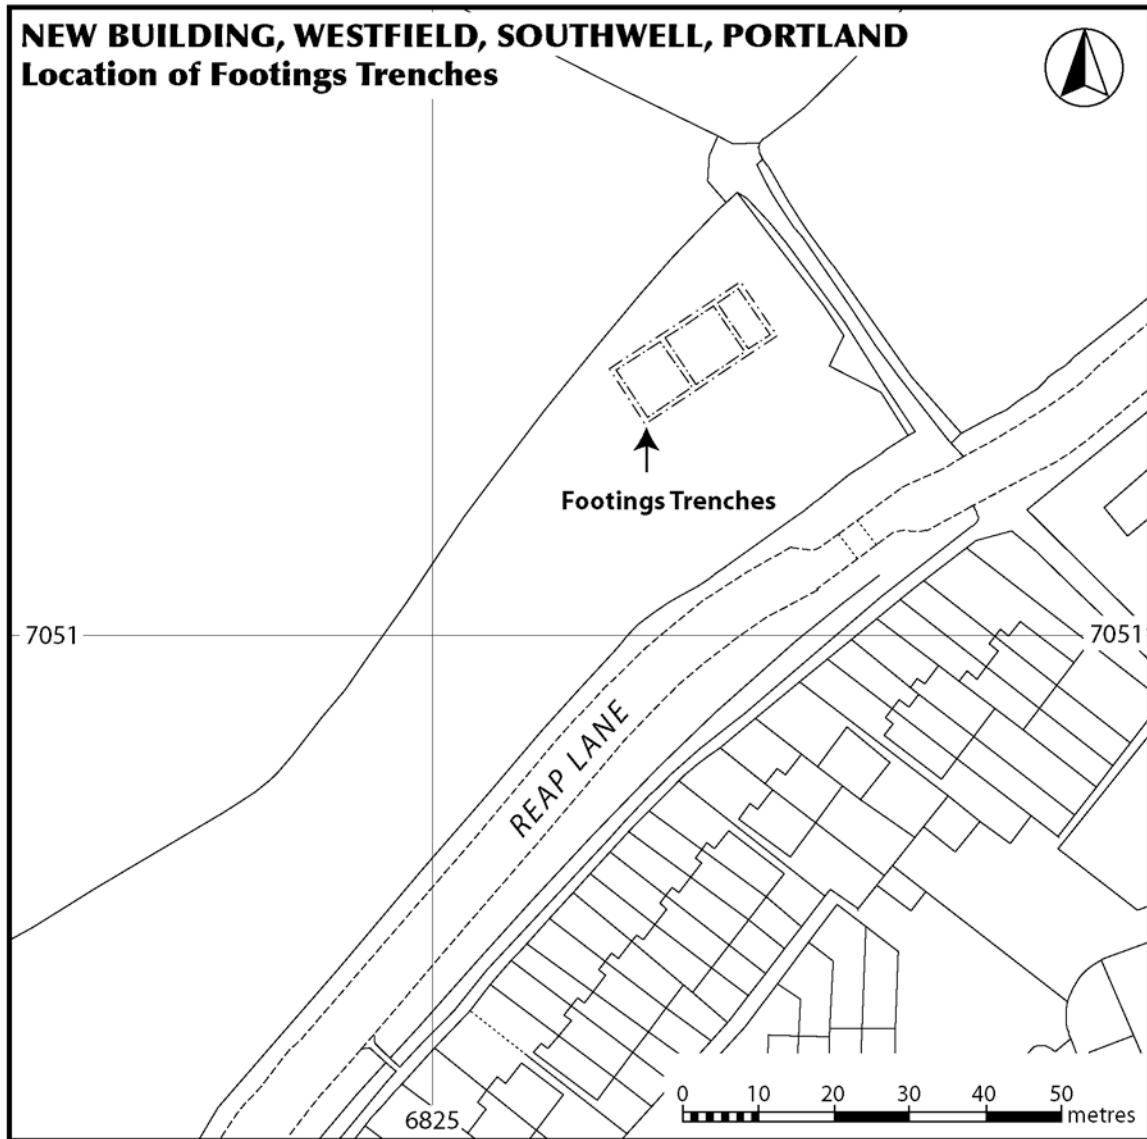 NEW BUILDING, WESTFIELD, SOUTHWELL, PORTLAND
Location of Footings Trenches
Footings Trenches
7051
7051
REAP LANE
6825
0 10 20 30 40 50
metres